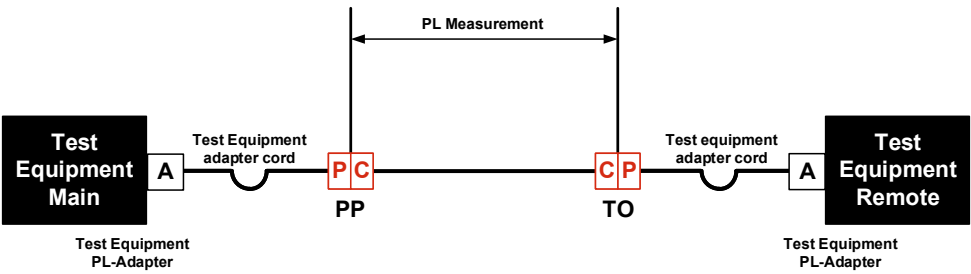 PL Measurement
Test
Equipment
Main
A
Test Equipment
adapter cord
P C
PP
C P
TO
Test equipment
adapter cord
A
Test
Equipment
Remote
Test Equipment
PL-Adapter
Test Equipment
PL-Adapter